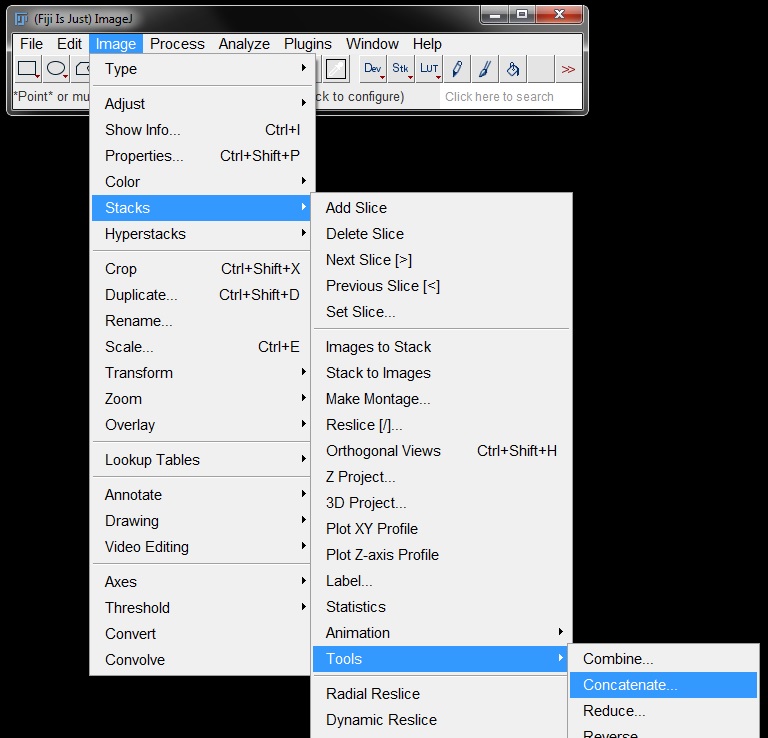 (Fiji Is Just) ImageJ
File Edit Image Process Analyze Plugins Window Help
Dev Stk LUT >>
*Point* or mu ck to configure) Click here to search
Type
Adjust
Show Info... Ctrl+I
Properties... Ctrl+Shift+P
Color
Stacks
Hyperstacks
Crop Ctrl+Shift+X
Duplicate... Ctrl+Shift+D
Rename...
Scale... Ctrl+E
Transform
Zoom
Overlay
Lookup Tables
Annotate
Drawing
Video Editing
Axes
Threshold
Convert
Convolve
Add Slice
Delete Slice
Next Slice [>]
Previous Slice [<]
Set Slice...
Images to Stack
Stack to Images
Make Montage...
Reslice [/]...
Orthogonal Views Ctrl+Shift+H
Z Project...
3D Project...
Plot XY Profile
Plot Z-axis Profile
Label...
Statistics
Animation
Tools
Radial Reslice
Dynamic Reslice
Combine...
Concatenate...
Reduce...
Reverse